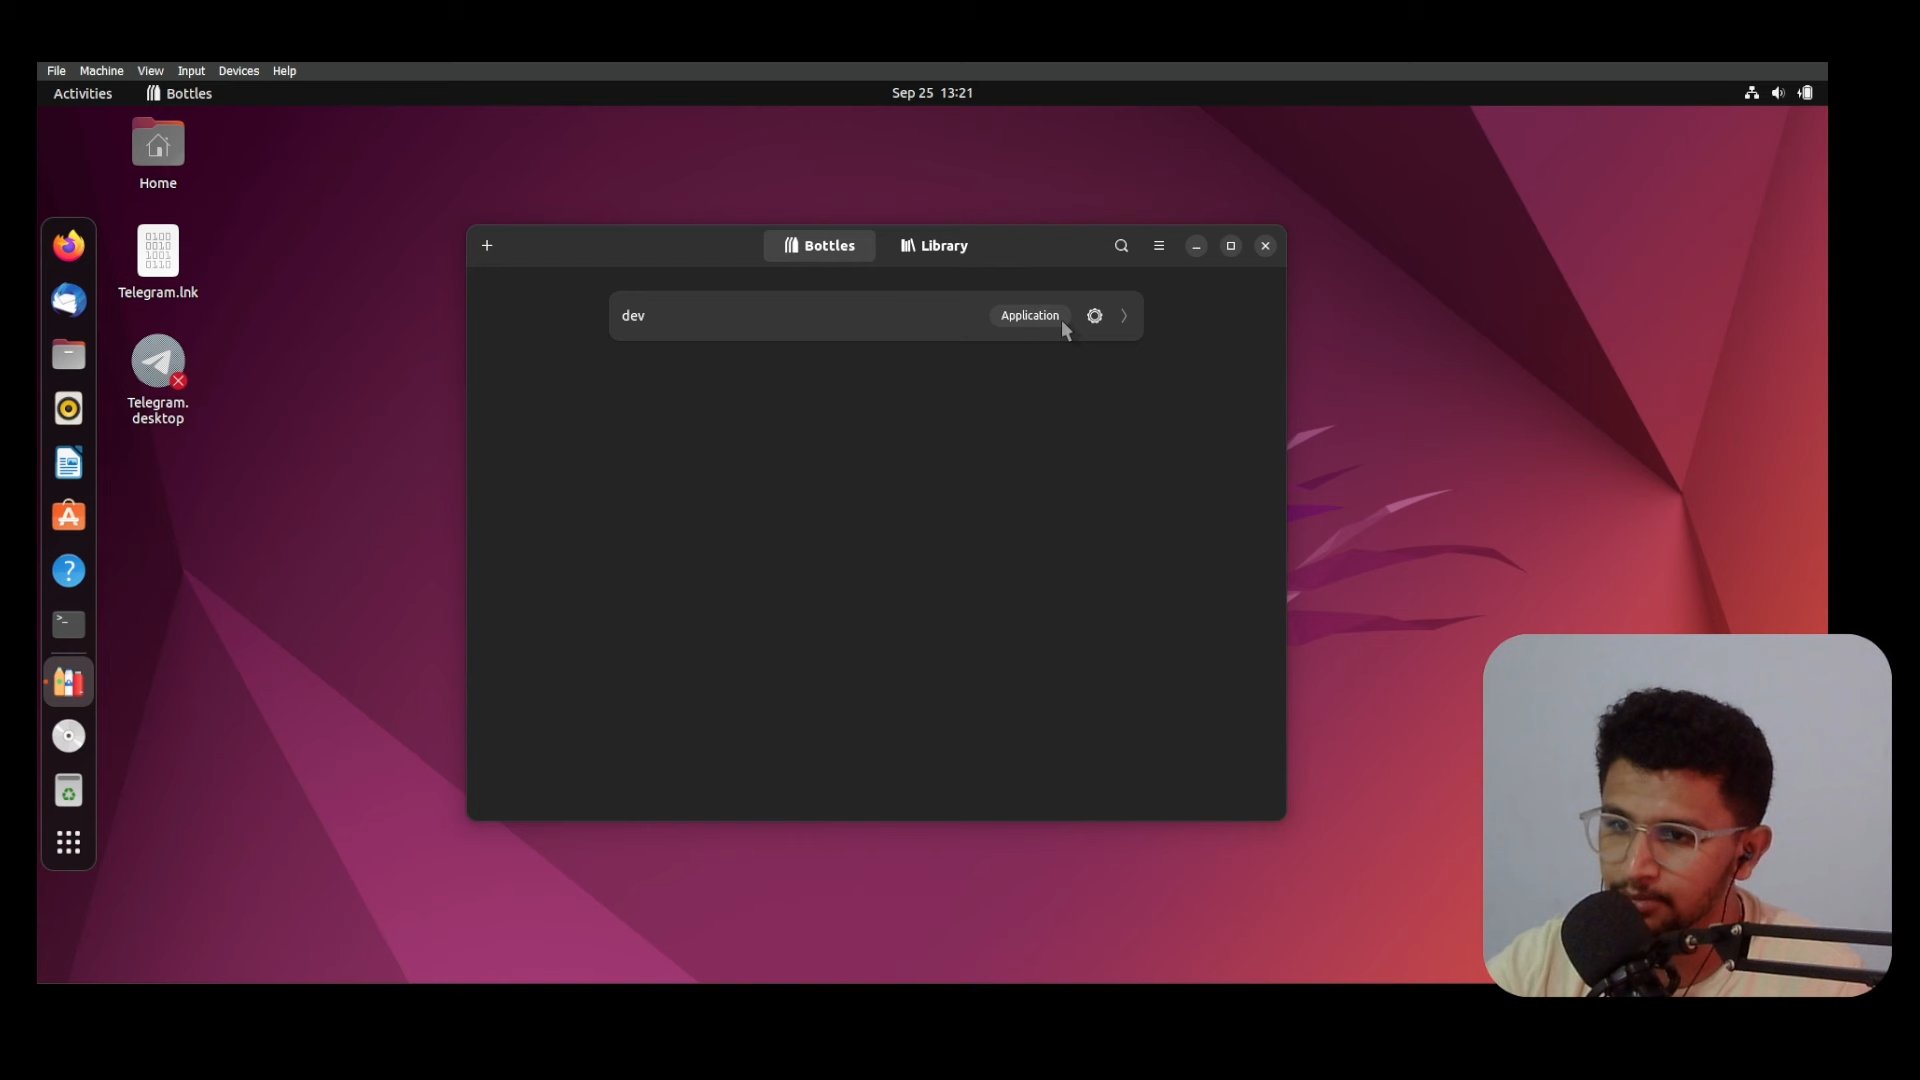 File Machine View Input Devices Help
Activities Bottles Sep 25 13:21
Home
Telegram.lnk
Telegram.
desktop
Bottles Library
dev Application